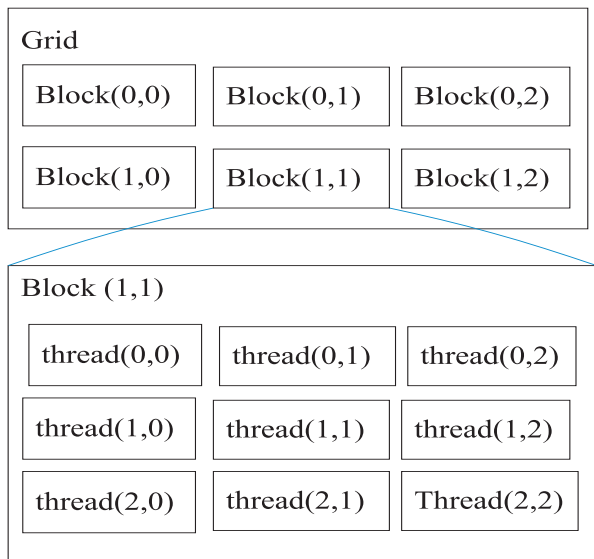 Grid
Block(0,0) Block(0,1) Block(0,2)
Block(1,0) Block(1,1) Block(1,2)
Block (1,1)
thread(0,0) thread(0,1) thread(0,2)
thread(1,0) thread(1,1) thread(1,2)
thread(2,0) thread(2,1) Thread(2,2)